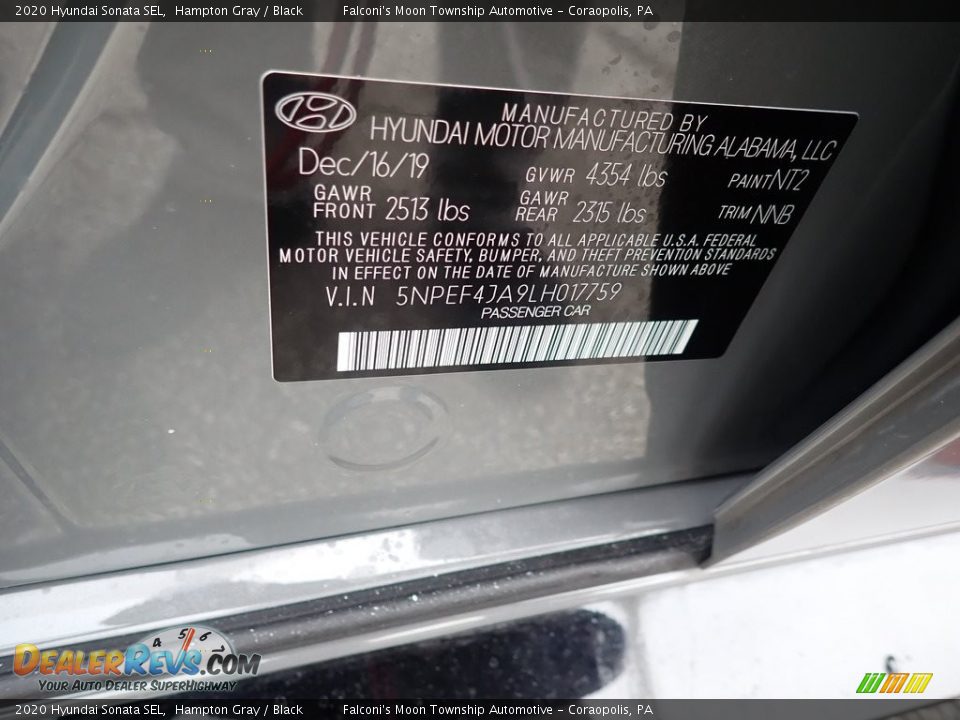 2020 Hyundai Sonata SEL,  Hampton Gray / Black        Falconi's Moon Township Automotive - Coraopolis, PA
MANUFACTURED BY
HYUNDAI MOTOR MANUFACTURING ALABAMA, LLC
Dec/16/19 GVWR 4354 lbs PAINT NT2
GAWR FRONT 2513 lbs GAWR REAR 2315 lbs TRIM NNB
THIS VEHICLE CONFORMS TO ALL APPLICABLE U.S.A. FEDERAL
MOTOR VEHICLE SAFETY, BUMPER, AND THEFT PREVENTION STANDARDS
IN EFFECT ON THE DATE OF MANUFACTURE SHOWN ABOVE
V.I.N 5NPEF4JA9LH017759
PASSENGER CAR
4 5 6
DEALERREVS.COM
YOUR AUTO DEALER SUPERHIGHWAY
2020 Hyundai Sonata SEL,  Hampton Gray / Black        Falconi's Moon Township Automotive - Coraopolis, PA